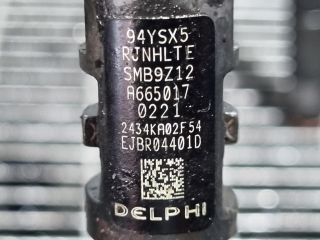 94YSX5
RJNHLTE
SMB9Z12
A665017
0221
2434KA02F54
EJBR04401D
DELPHI